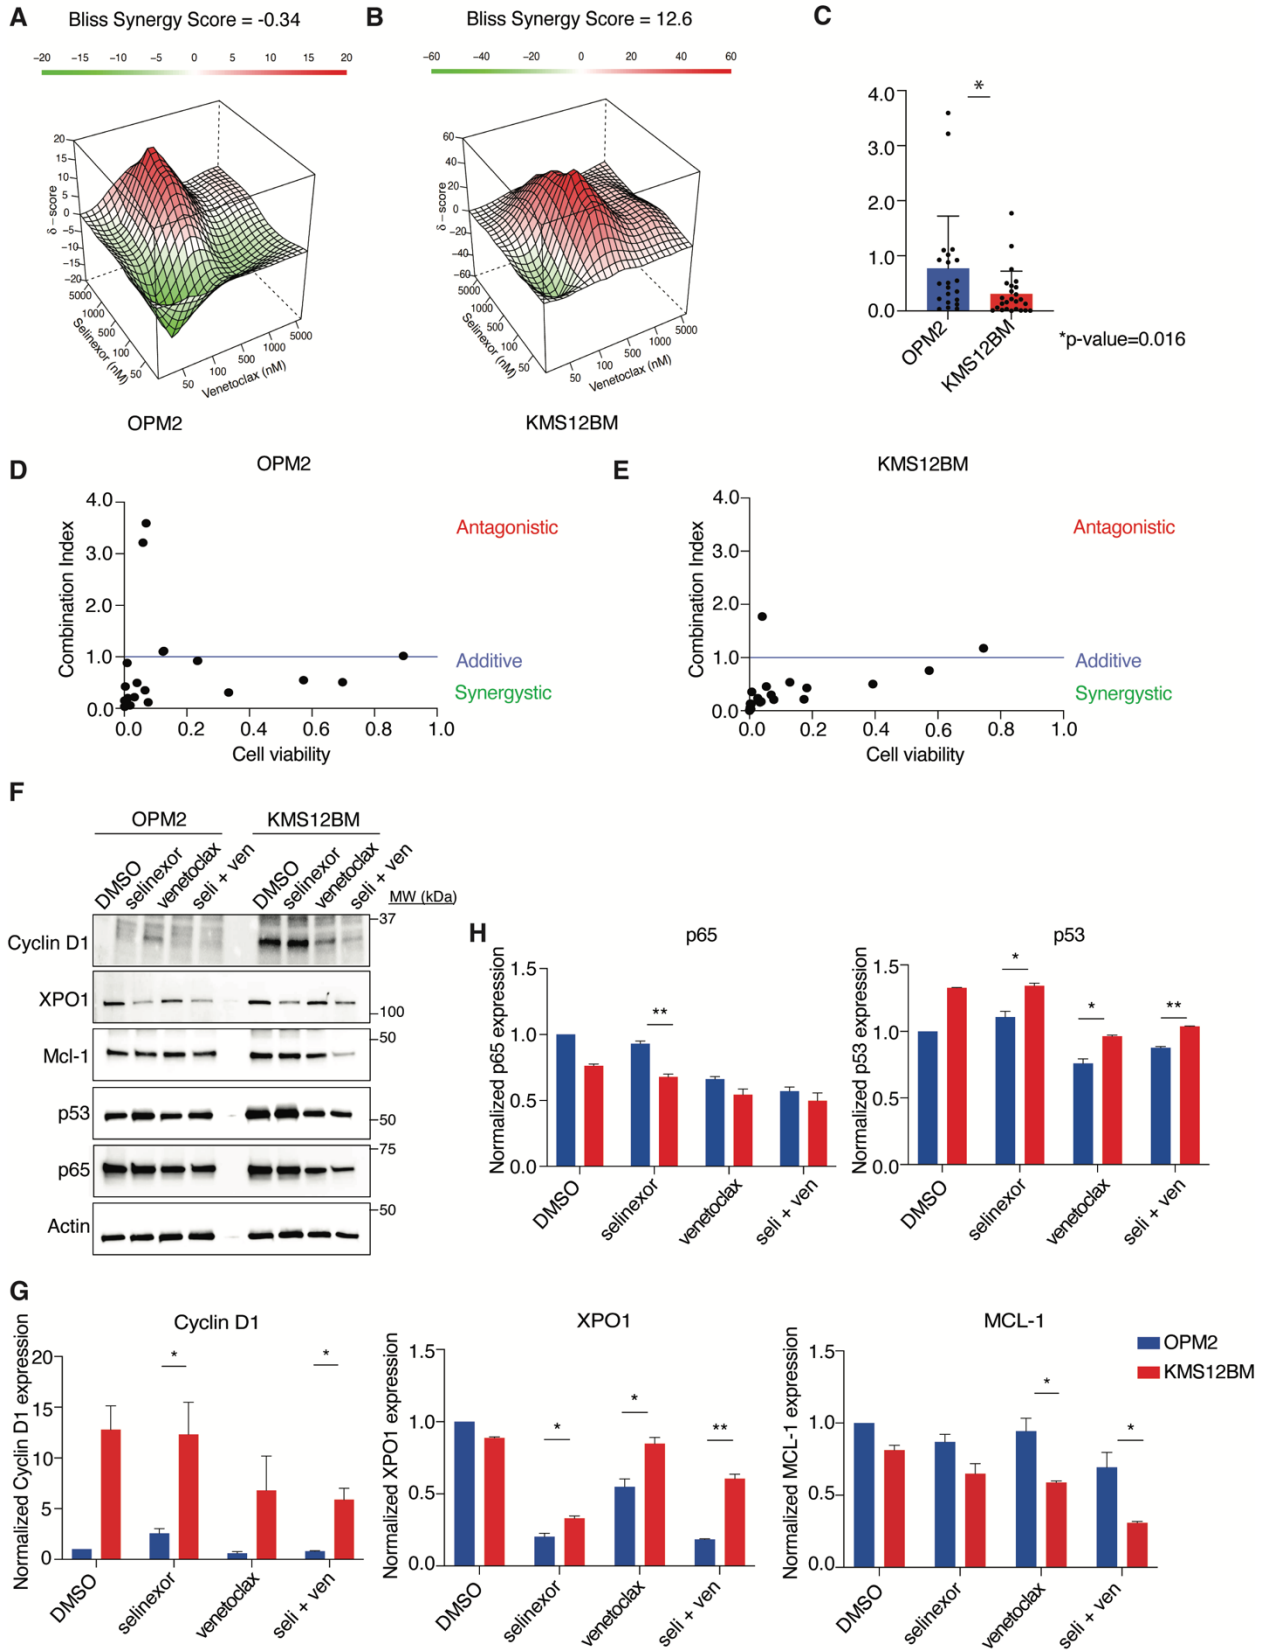 A
Bliss Synergy Score = -0.34
−20 −15 −10 −5 0 5 10 15 20
20
15
10
5
0
−5
−10
−15
−20
δ − score
5000
1000
500
100
50
Selinexor (nM)
50
100
500
1000
5000
Venetoclax (nM)
OPM2
B
Bliss Synergy Score = 12.6
−60 −40 −20 0 20 40 60
60
40
20
0
−20
−40
−60
δ − score
5000
1000
500
100
50
Selinexor (nM)
50
100
500
1000
5000
Venetoclax (nM)
KMS12BM
C
4.0
3.0
2.0
1.0
0.0
*
OPM2
KMS12BM
*p-value=0.016
D
OPM2
Combination Index
4.0
3.0
2.0
1.0
0.0
0.0 0.2 0.4 0.6 0.8 1.0
Cell viability
Antagonistic
Additive
Synergystic
E
KMS12BM
Combination Index
4.0
3.0
2.0
1.0
0.0
0.0 0.2 0.4 0.6 0.8 1.0
Cell viability
Antagonistic
Additive
Synergystic
F
OPM2 KMS12BM
DMSO selinexor venetoclax seli + ven DMSO selinexor venetoclax seli + ven
MW (kDa)
Cyclin D1
37
XPO1
100
Mcl-1
50
p53
50
p65
75
Actin
50
H
p65
Normalized p65 expression
1.5
1.0
0.5
0.0
**
DMSO selinexor venetoclax seli + ven
p53
Normalized p53 expression
1.5
1.0
0.5
0.0
* * **
DMSO selinexor venetoclax seli + ven
G
Cyclin D1
Normalized Cyclin D1 expression
20
15
10
5
0
* *
DMSO selinexor venetoclax seli + ven
XPO1
Normalized XPO1 expression
1.5
1.0
0.5
0.0
* * **
DMSO selinexor venetoclax seli + ven
MCL-1
Normalized MCL-1 expression
1.5
1.0
0.5
0.0
* *
DMSO selinexor venetoclax seli + ven
OPM2
KMS12BM